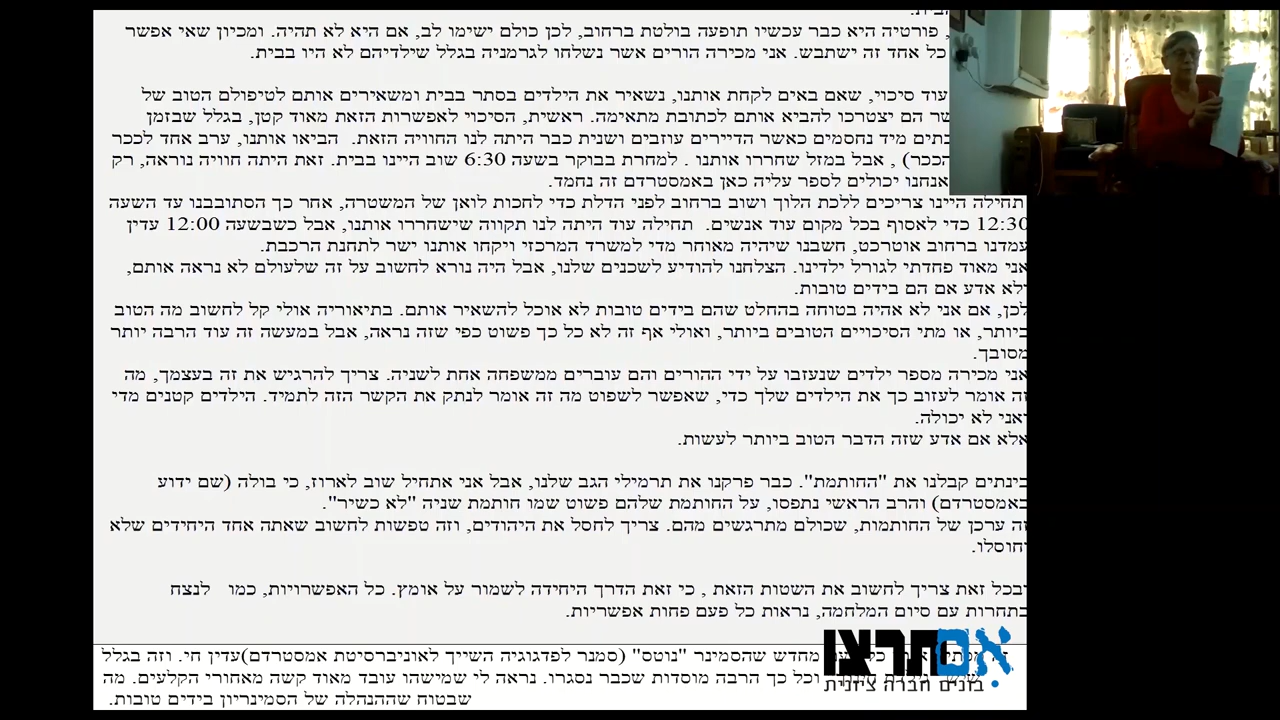 הבית.
, פורטיה היא כבר עכשיו תופעה בולטת ברחוב, לכן כולם ישימו לב, אם היא לא תהיה. ומכיון שאי אפשר
כל אחד זה ישתבש. אני מכירה הורים אשר נשלחו לגרמניה בגלל שילדיהם לא היו בבית.
עוד סיכוי, שאם באים לקחת אותנו, נשאיר את הילדים בסתר בבית ומשאירים אותם לטיפולם הטוב של
שר הם יצטרכו להביא אותם לכתובת מתאימה. ראשית, הסיכוי לאפשרות הזאת מאוד קטן, בגלל שבזמן
בתים מיד נחסמים כאשר הדיירים עוזבים ושנית כבר היתה לנו החוויה הזאת. הביאו אותנו, ערב אחד לככר
הככר) , אבל במזל שחררו אותנו . למחרת בבוקר בשעה 6:30 שוב היינו בבית. זאת היתה חוויה נוראה, רק
אנחנו יכולים לספר עליה כאן באמסטרדם זה נחמד.
תחילה היינו צריכים ללכת הלוך ושוב ברחוב לפני הדלת כדי לחכות לואן של המשטרה, אחר כך הסתובבנו עד השעה
12:30 כדי לאסוף בכל מקום עוד אנשים. תחילה עוד היתה לנו תקווה שישחררו אותנו, אבל כשבשעה 12:00 עדין
עמדנו ברחוב אוטרכט, חשבנו שיהיה מאוחר מדי למשרד המרכזי ויקחו אותנו ישר לתחנת הרכבת.
אני מאוד פחדתי לגורל ילדינו. הצלחנו להודיע לשכנים שלנו, אבל היה נורא לחשוב על זה שלעולם לא נראה אותם,
ולא אדע אם הם בידים טובות.
לכן, אם אני לא אהיה בטוחה בהחלט שהם בידים טובות לא אוכל להשאיר אותם. בתיאוריה אולי קל לחשוב מה הטוב
ביותר, או מתי הסיכויים הטובים ביותר, ואולי אף זה לא כל כך פשוט כפי שזה נראה, אבל במעשה זה עוד הרבה יותר
מסובך.
אני מכירה מספר ילדים שנעזבו על ידי ההורים והם עוברים ממשפחה אחת לשניה. צריך להרגיש את זה בעצמך, מה
זה אומר לעזוב כך את הילדים שלך כדי, שאפשר לשפוט מה זה אומר לנתק את הקשר הזה לתמיד. הילדים קטנים מדי
ואני לא יכולה.
אלא אם אדע שזה הדבר הטוב ביותר לעשות.
בינתים קבלנו את "החותמת". כבר פרקנו את תרמילי הגב שלנו, אבל אני אתחיל שוב לארוז, כי בולה (שם ידוע
באמסטרדם) והרב הראשי נתפסו, על החותמת שלהם פשוט שמו חותמת שניה "לא כשיר".
זה ערכן של החותמות, שכולם מתרגשים מהם. צריך לחסל את היהודים, וזה טפשות לחשוב שאתה אחד היחידים שלא
יחוסלו.
ובכל זאת צריך לחשוב את השטות הזאת , כי זאת הדרך היחידה לשמור על אומץ. כל האפשרויות, כמו לנצח
בתחרות עם סיום המלחמה, נראות כל פעם פחות אפשריות.
מחדש שהסמינר "נוטס" (סמנר לפדגוגיה השייך לאוניברסיטת אמסטרדם)עדין חי. וזה בגלל
וכל כך הרבה מוסדות שכבר נסגרו. נראה לי שמישהו עובד מאוד קשה מאחורי הקלעים. מה
שבטוח שההנהלה של הסמינריון בידים טובות.
אם תרצו
בונים חברה ציונית